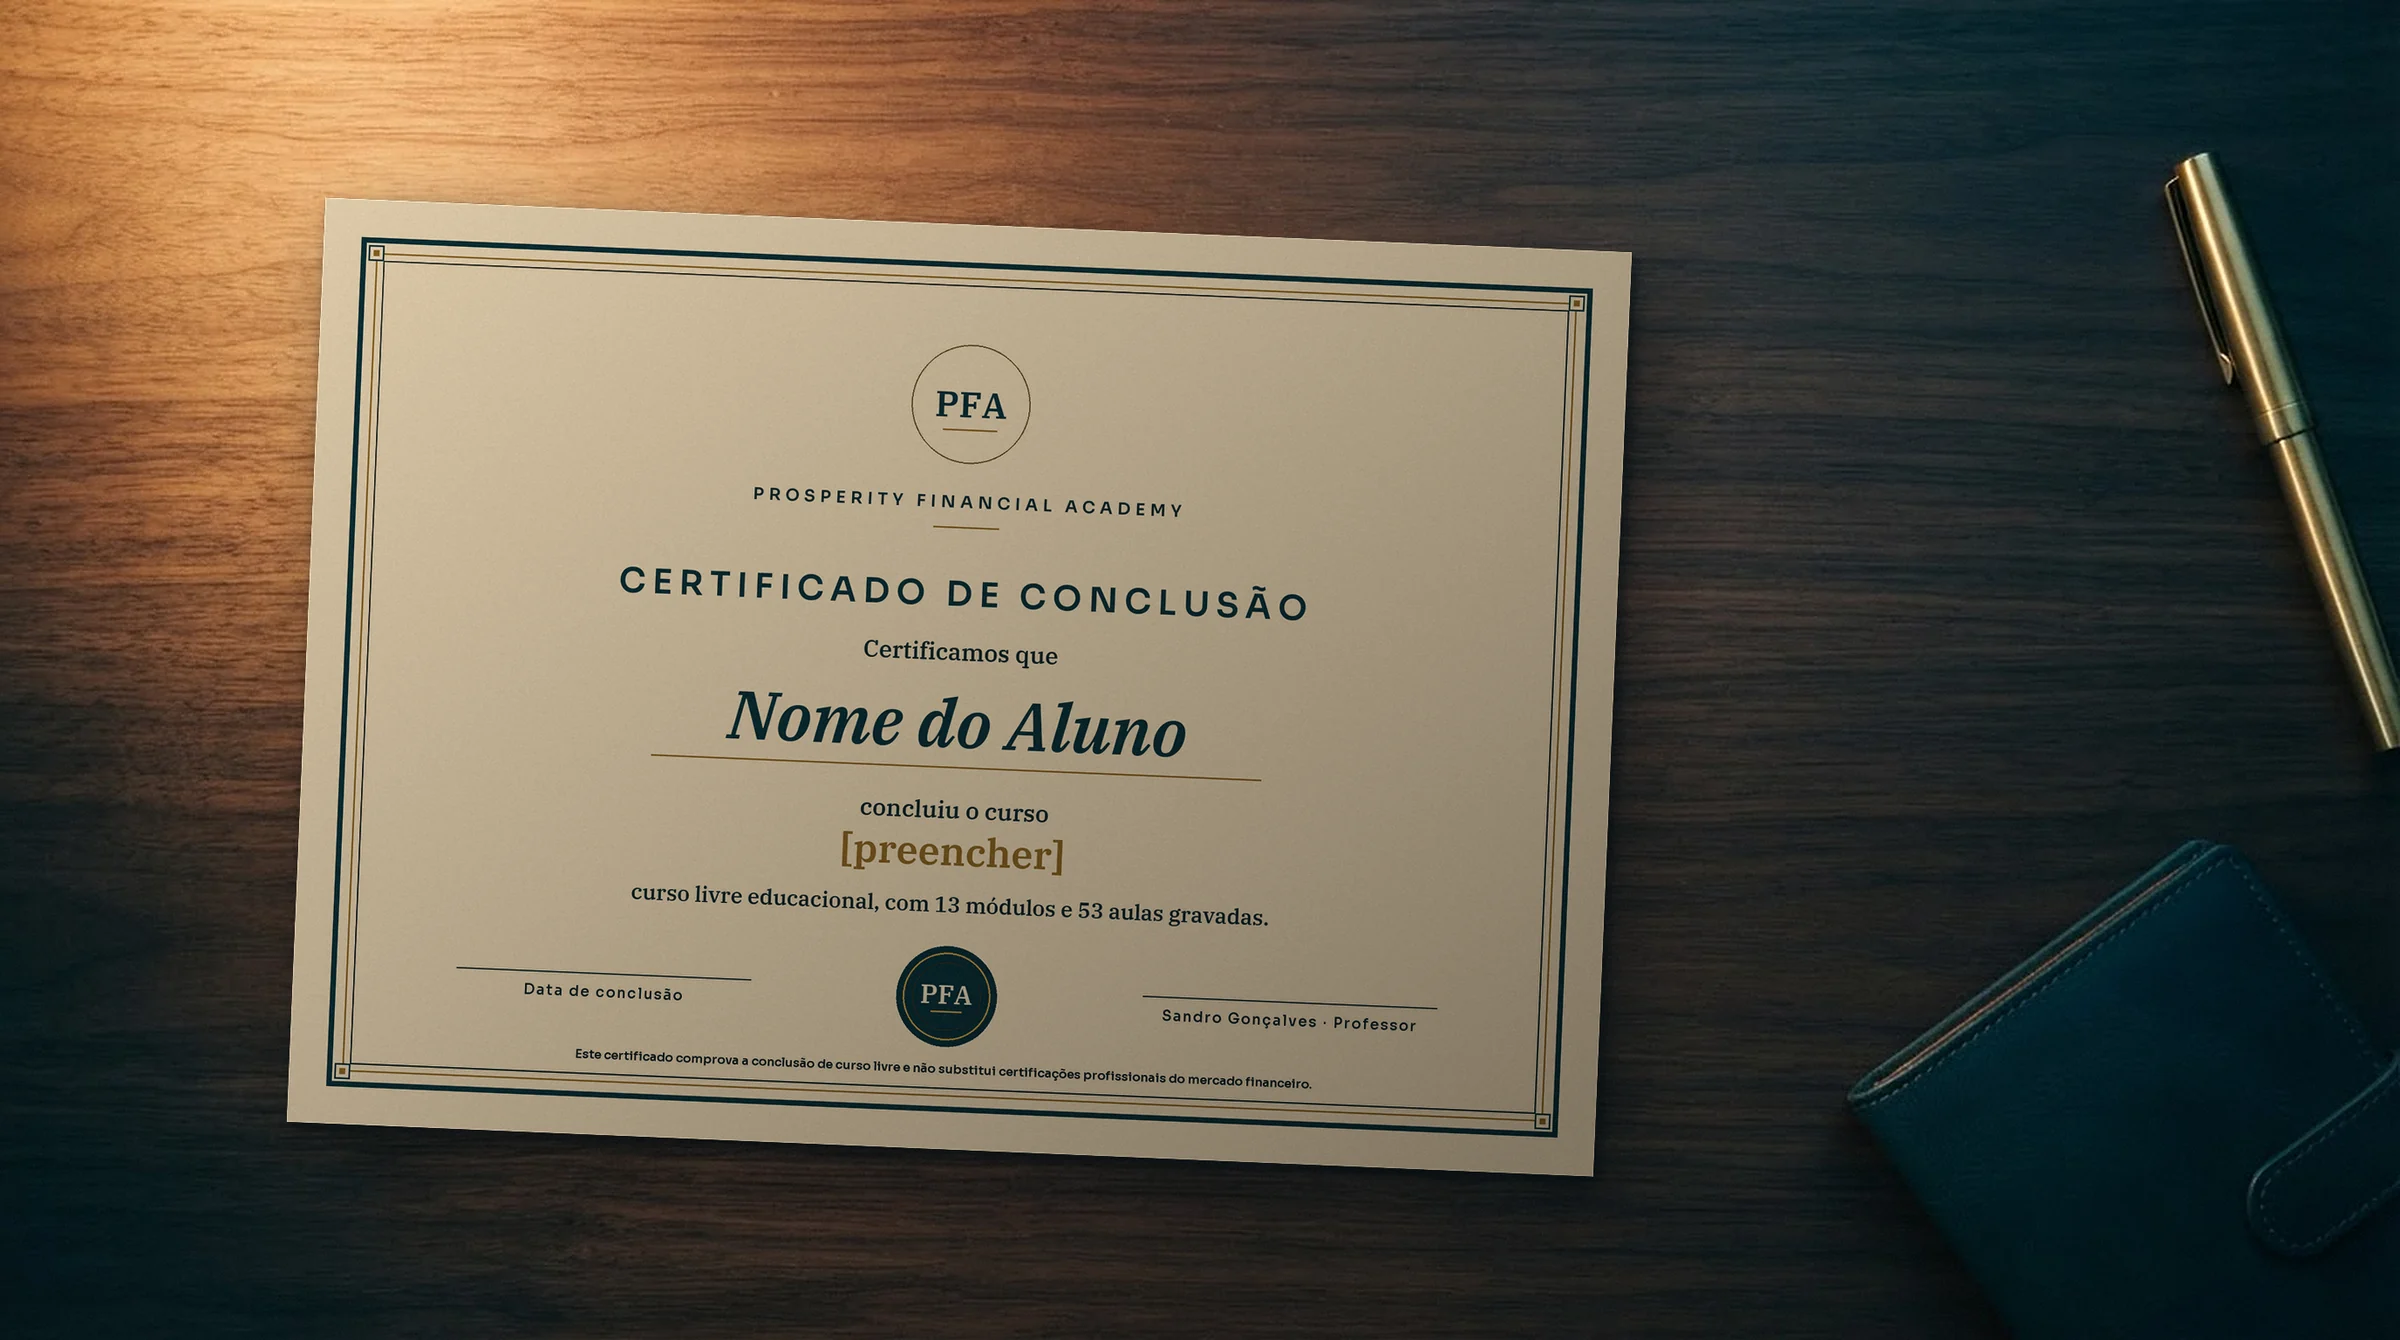 PFA
PROSPERITY FINANCIAL ACADEMY
CERTIFICADO DE CONCLUSÃO
Certificamos que
Nome do Aluno
concluiu o curso
[preencher]
curso livre educacional, com 13 módulos e 53 aulas gravadas.
Data de conclusão
PFA
Sandro Gonçalves · Professor
Este certificado comprova a conclusão de curso livre e não substitui certificações profissionais do mercado financeiro.